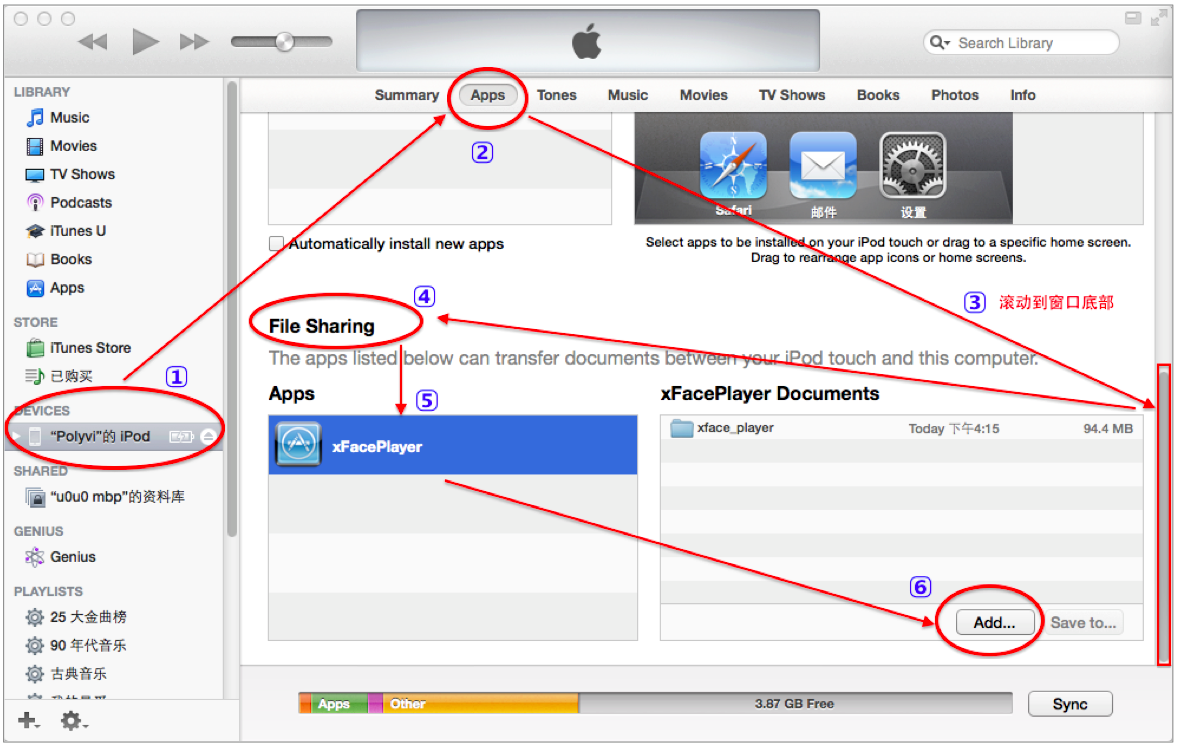 Search Library
LIBRARY
Music
Movies
TV Shows
Podcasts
iTunes U
Books
Apps
STORE
iTunes Store
已购买
①
DEVICES
“Polyvi”的 iPod
SHARED
“u0u0 mbp”的资料库
GENIUS
Genius
PLAYLISTS
25 大金曲榜
90 年代音乐
古典音乐
Summary Apps Tones Music Movies TV Shows Books Photos Info
②
Safari 邮件 设置
Automatically install new apps
Select apps to be installed on your iPod touch or drag to a specific home screen.
Drag to rearrange app icons or home screens.
③ 滚动到窗口底部
④
File Sharing
The apps listed below can transfer documents between your iPod touch and this computer.
Apps
⑤
xFacePlayer
xFacePlayer Documents
xface_player Today 下午4:15 94.4 MB
⑥
Add... Save to...
Apps Other 3.87 GB Free Sync